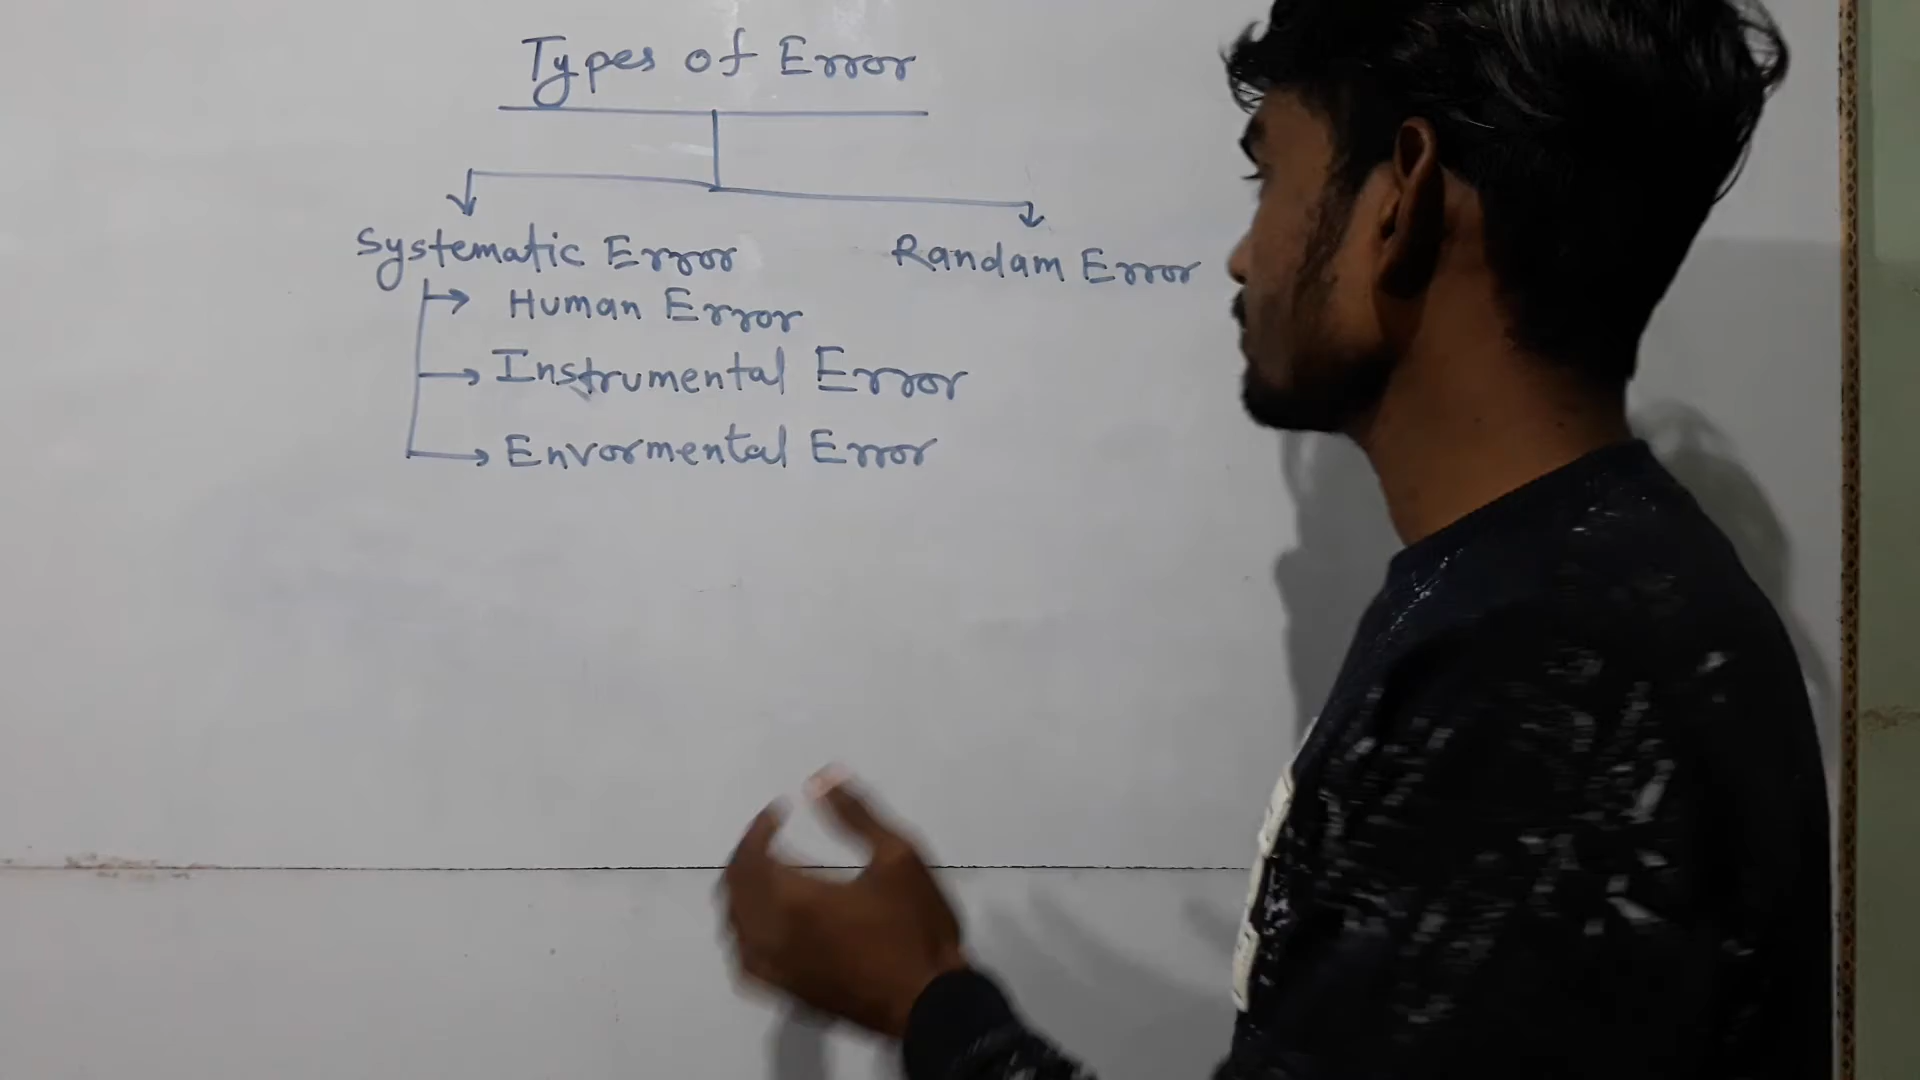 Types of Error
Systematic Error
Randam Error
Human Error
Instrumental Error
Envormental Error